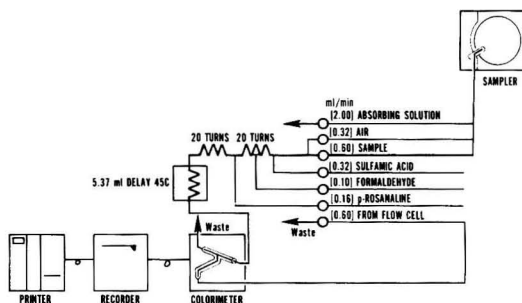 SAMPLER
ml/min
[2.00] ABSORBING SOLUTION
[0.32] AIR
20 TURNS 20 TURNS
[0.60] SAMPLE
[0.32] SULFAMIC ACID
5.37 ml DELAY 45C
[0.10] FORMALDEHYDE
[0.16] p-ROSANALINE
[0.60] FROM FLOW CELL
Waste
Waste
PRINTER
RECORDER
COLORIMETER